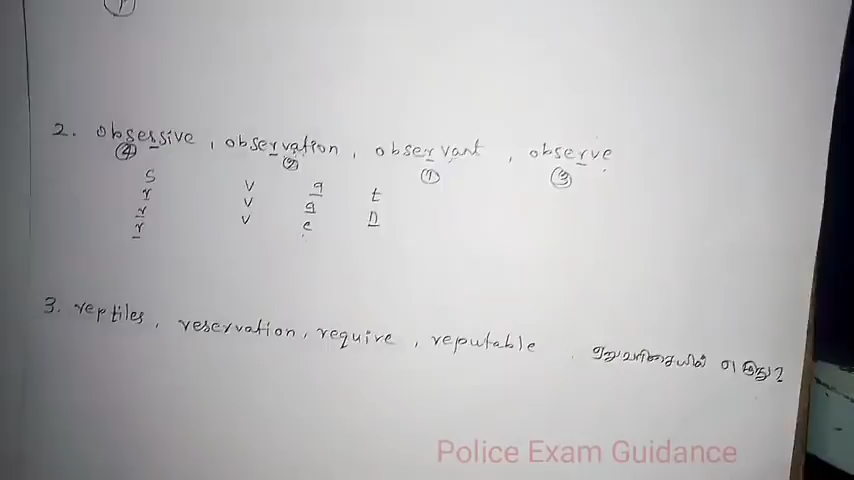 2. obsessive, observation, observant, observe
④ ② ① ③
s
r v a t
r v a n
r v e
3. reptiles, reservation, require, reputable
Police Exam Guidance